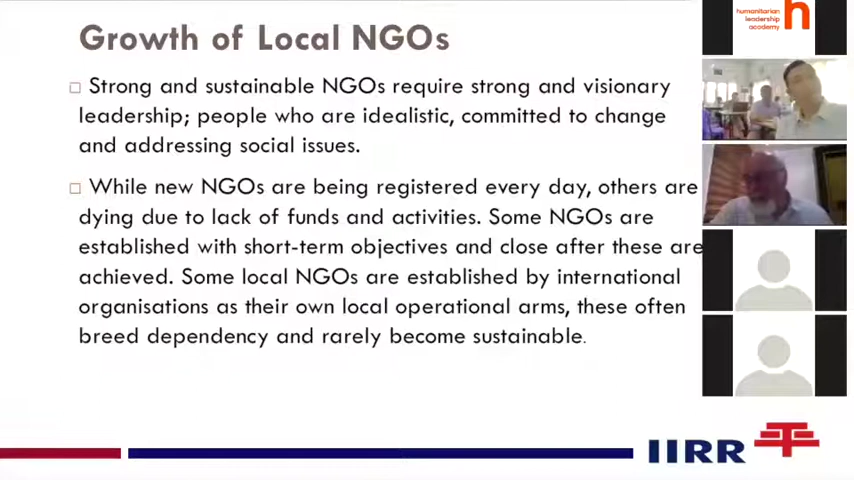 Growth of Local NGOs
Strong and sustainable NGOs require strong and visionary
leadership; people who are idealistic, committed to change
and addressing social issues.
While new NGOs are being registered every day, others are
dying due to lack of funds and activities. Some NGOs are
established with short-term objectives and close after these are
achieved. Some local NGOs are established by international
organisations as their own local operational arms, these often
breed dependency and rarely become sustainable.
humanitarian
leadership
academy
h
IIRR